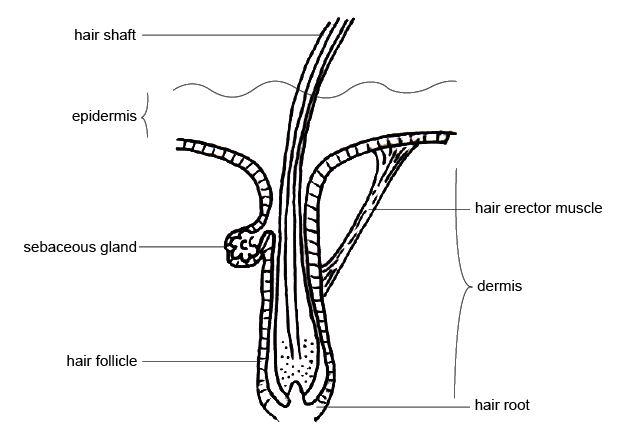 hair shaft
epidermis
hair erector muscle
sebaceous gland
dermis
hair follicle
hair root